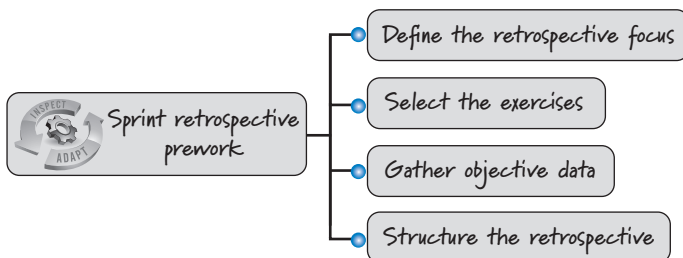 Define the retrospective focus
INSPECT
Sprint retrospective
prework
ADAPT
Select the exercises
Gather objective data
Structure the retrospective